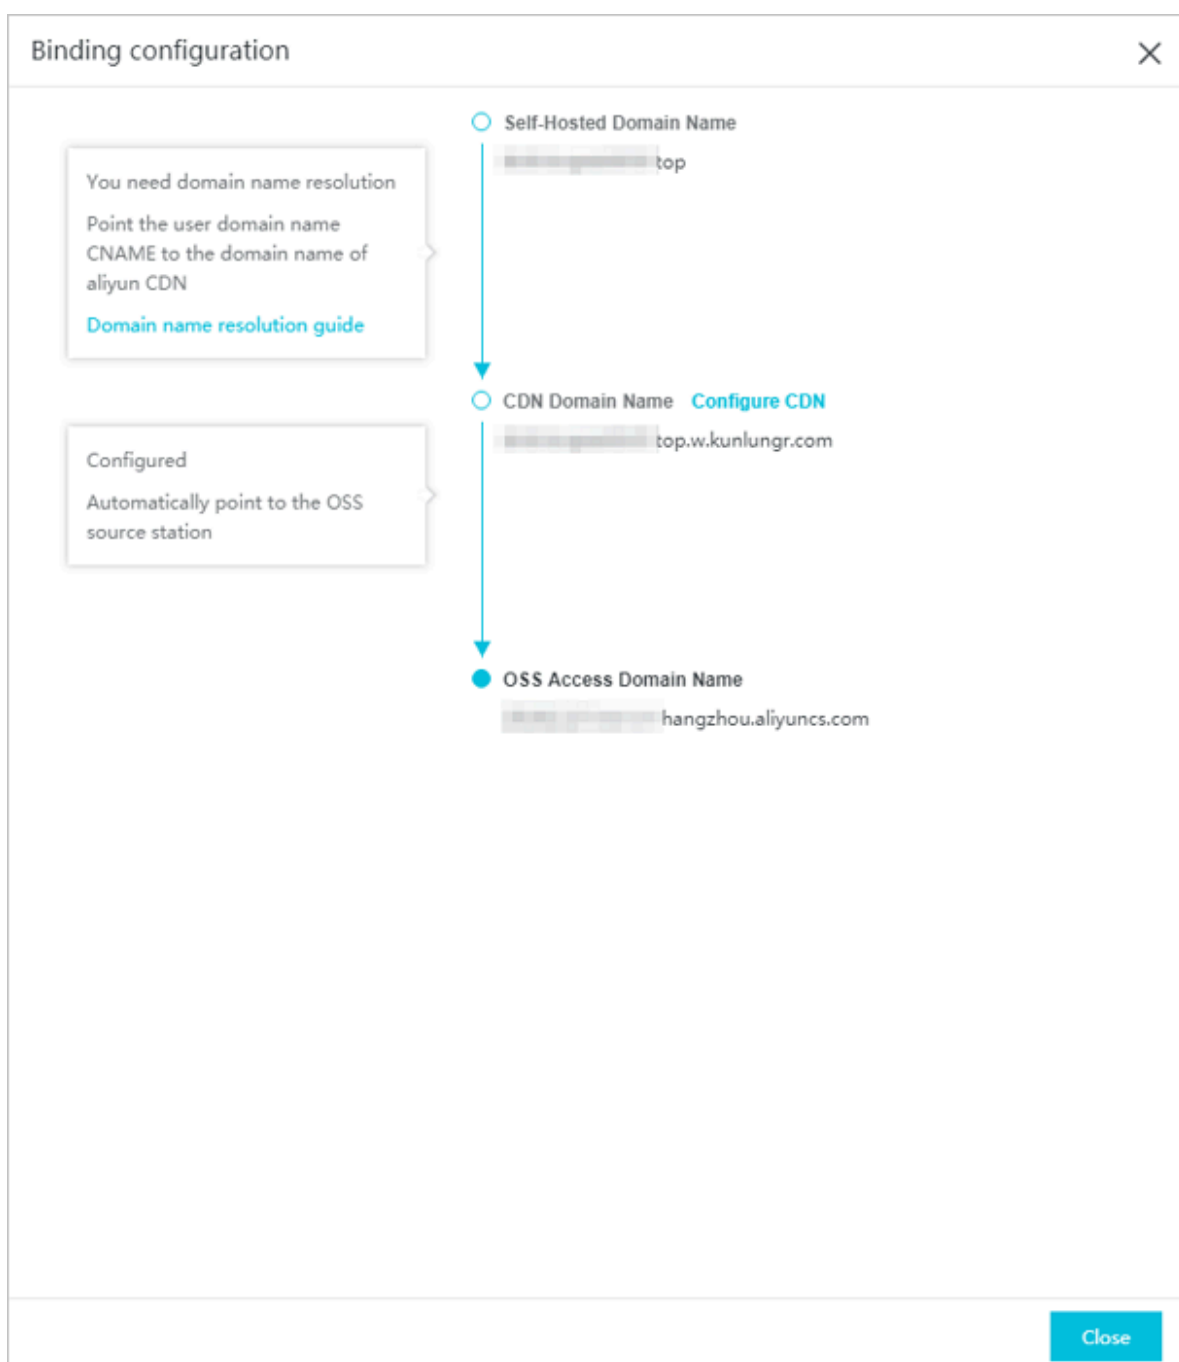 Binding configuration
Self-Hosted Domain Name
top
You need domain name resolution
Point the user domain name
CNAME to the domain name of
aliyun CDN
Domain name resolution guide
CDN Domain Name Configure CDN
top.w.kunlungr.com
Configured
Automatically point to the OSS
source station
OSS Access Domain Name
hangzhou.aliyuncs.com
Close